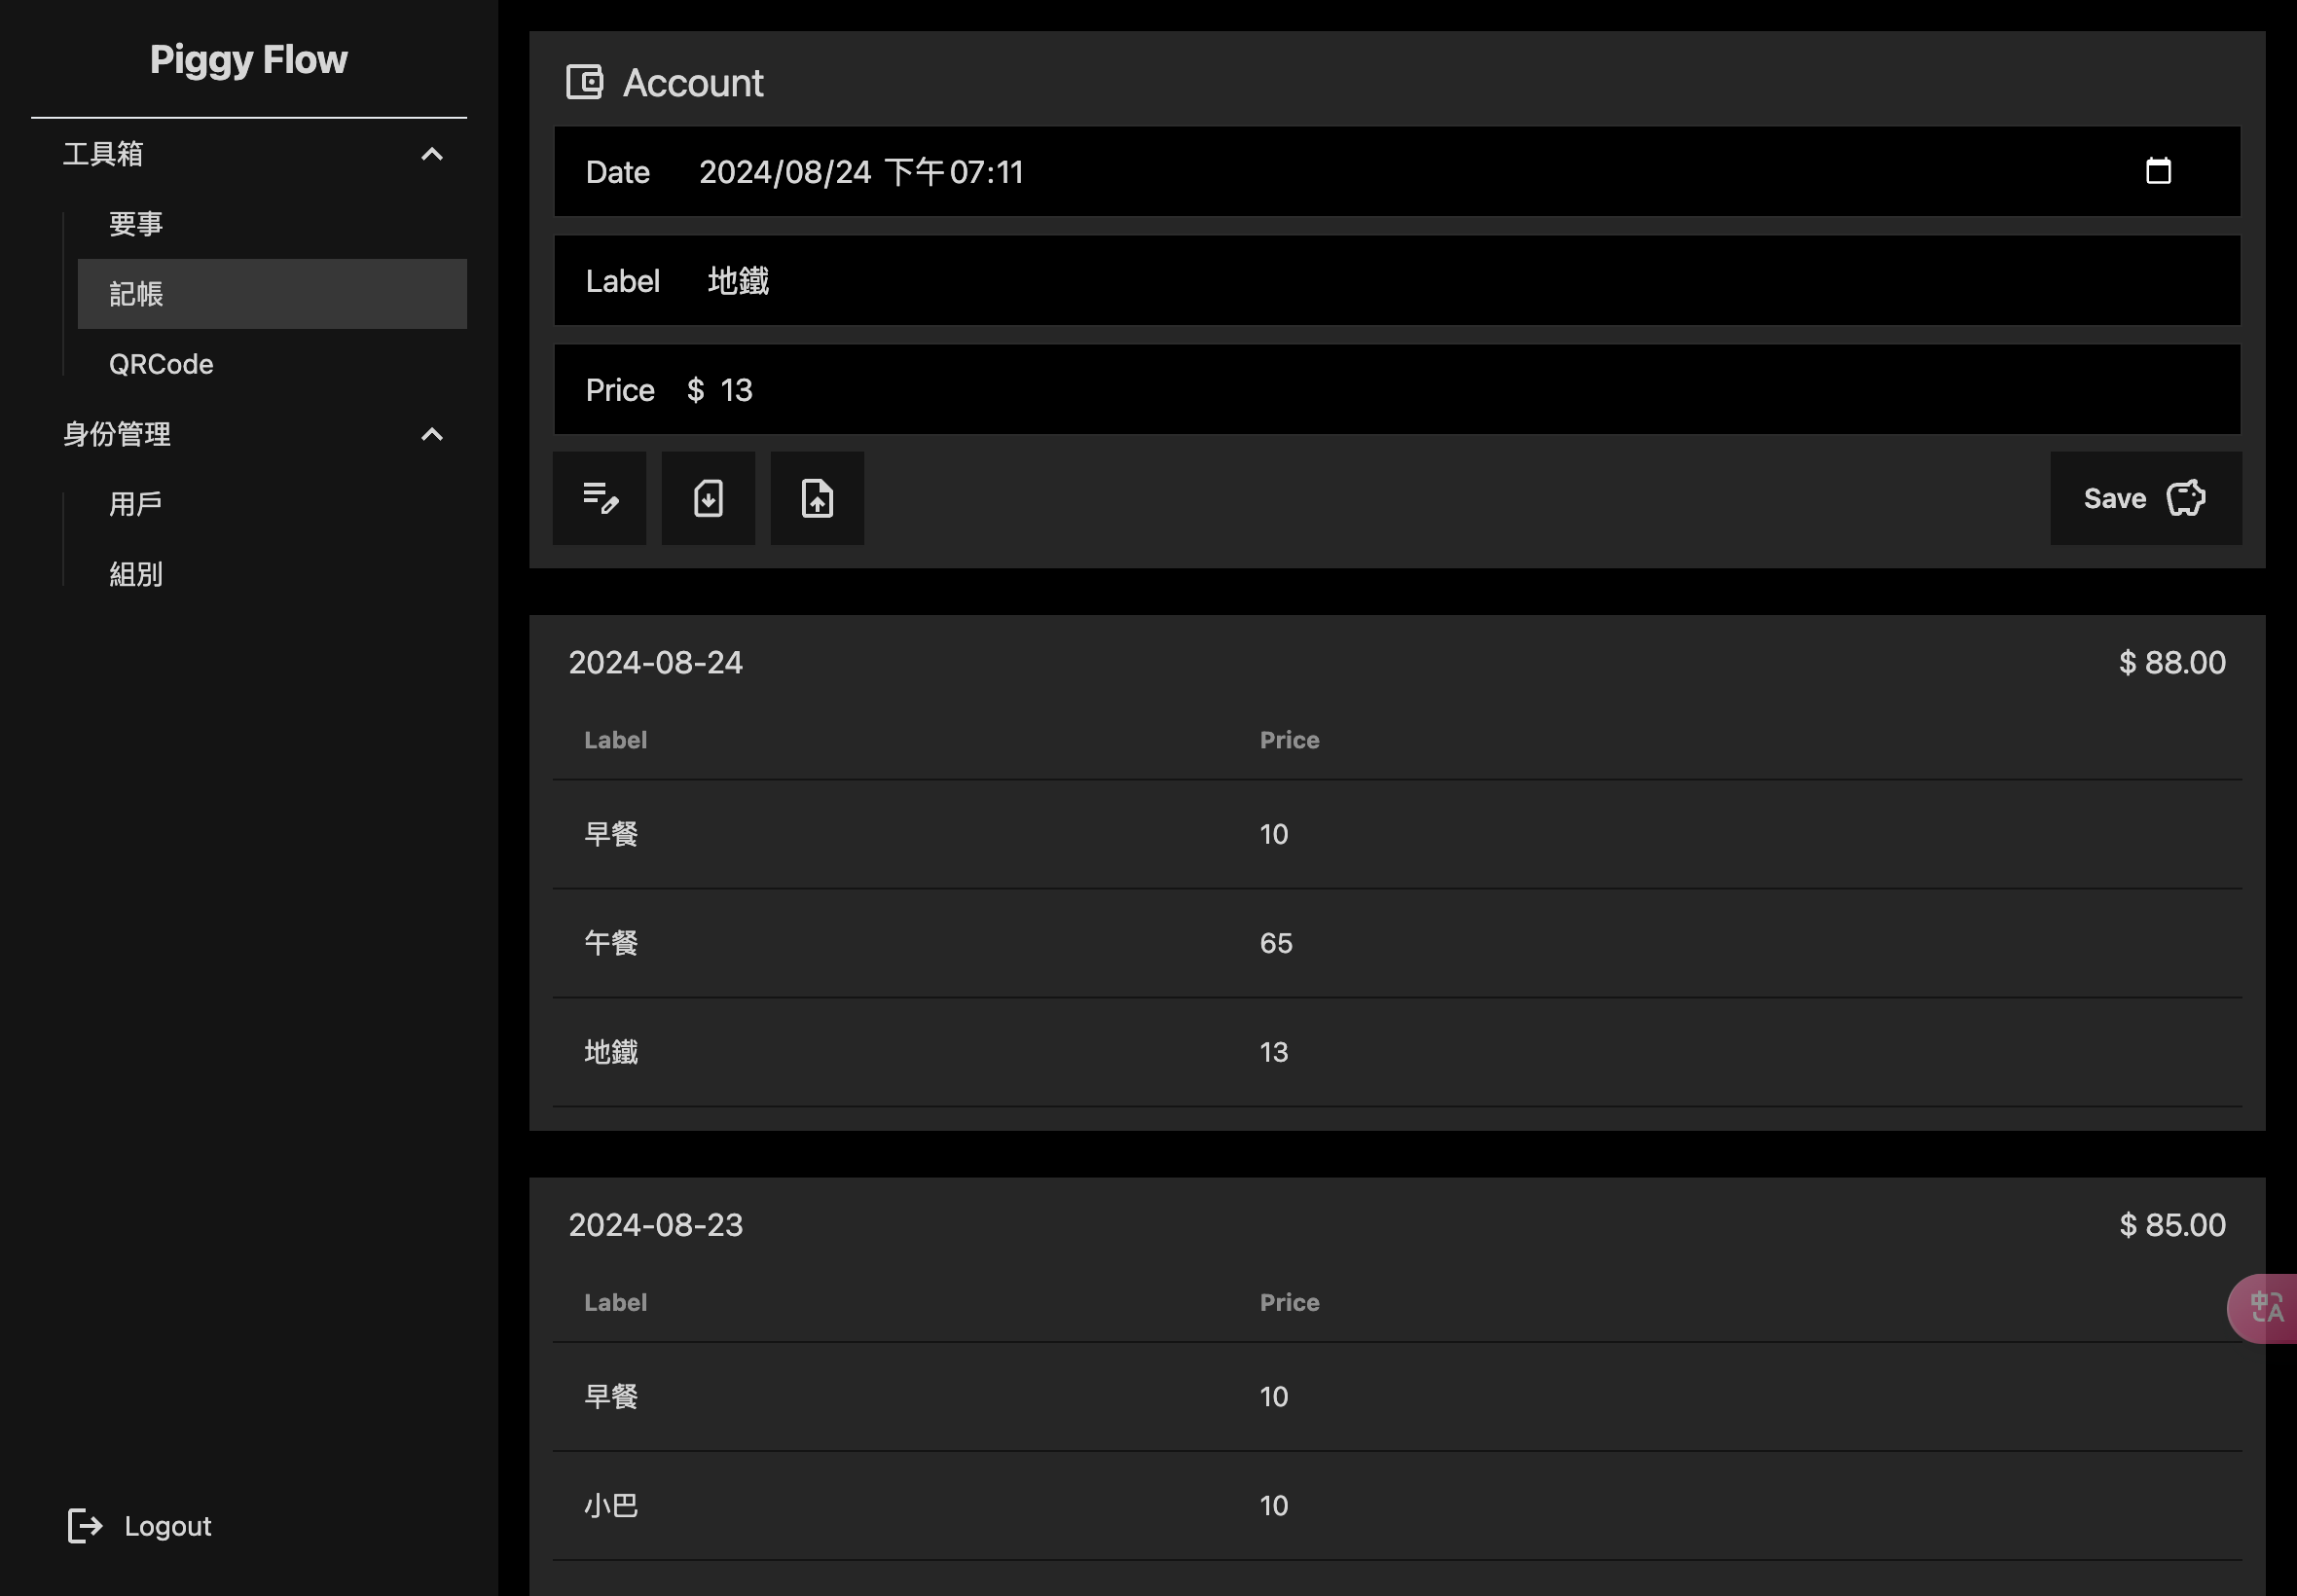 Piggy Flow
工具箱
要事
記帳
QRCode
身份管理
用戶
組別
Logout
Account
Date 2024/08/24 下午07:11
Label 地鐵
Price $ 13
Save
2024-08-24 $ 88.00
Label Price
早餐 10
午餐 65
地鐵 13
2024-08-23 $ 85.00
Label Price
早餐 10
小巴 10
中A